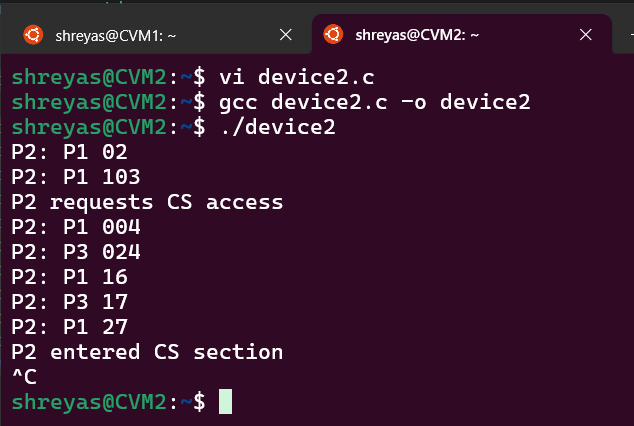 shreyas@CVM1: ~
shreyas@CVM2: ~
shreyas@CVM2:~$ vi device2.c
shreyas@CVM2:~$ gcc device2.c -o device2
shreyas@CVM2:~$ ./device2
P2: P1 02
P2: P1 103
P2 requests CS access
P2: P1 004
P2: P3 024
P2: P1 16
P2: P3 17
P2: P1 27
P2 entered CS section
^C
shreyas@CVM2:~$